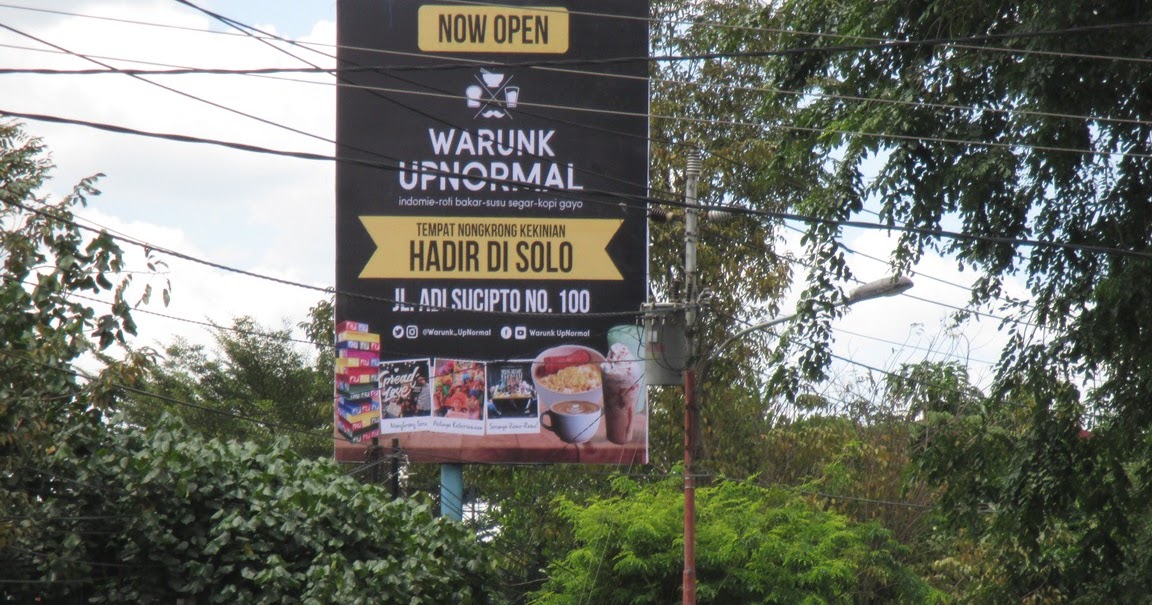 NOW OPEN
WARUNK
UPNORMAL
indomie-roti bakar-susu segar-kopi gayo
TEMPAT NONGKRONG KEKINIAN
HADIR DI SOLO
JL. ADI SUCIPTO NO. 100
@Warunk_UpNormal Warunk UpNormal
Spread